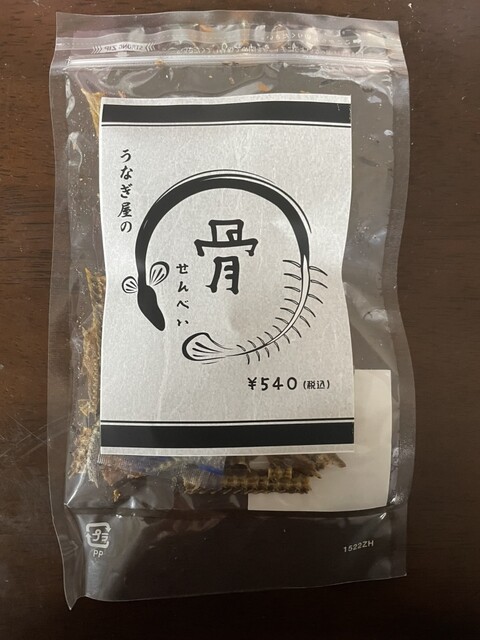 うなぎ屋の
骨
せんべい
¥540(税込)
プラ
PP
1522ZH